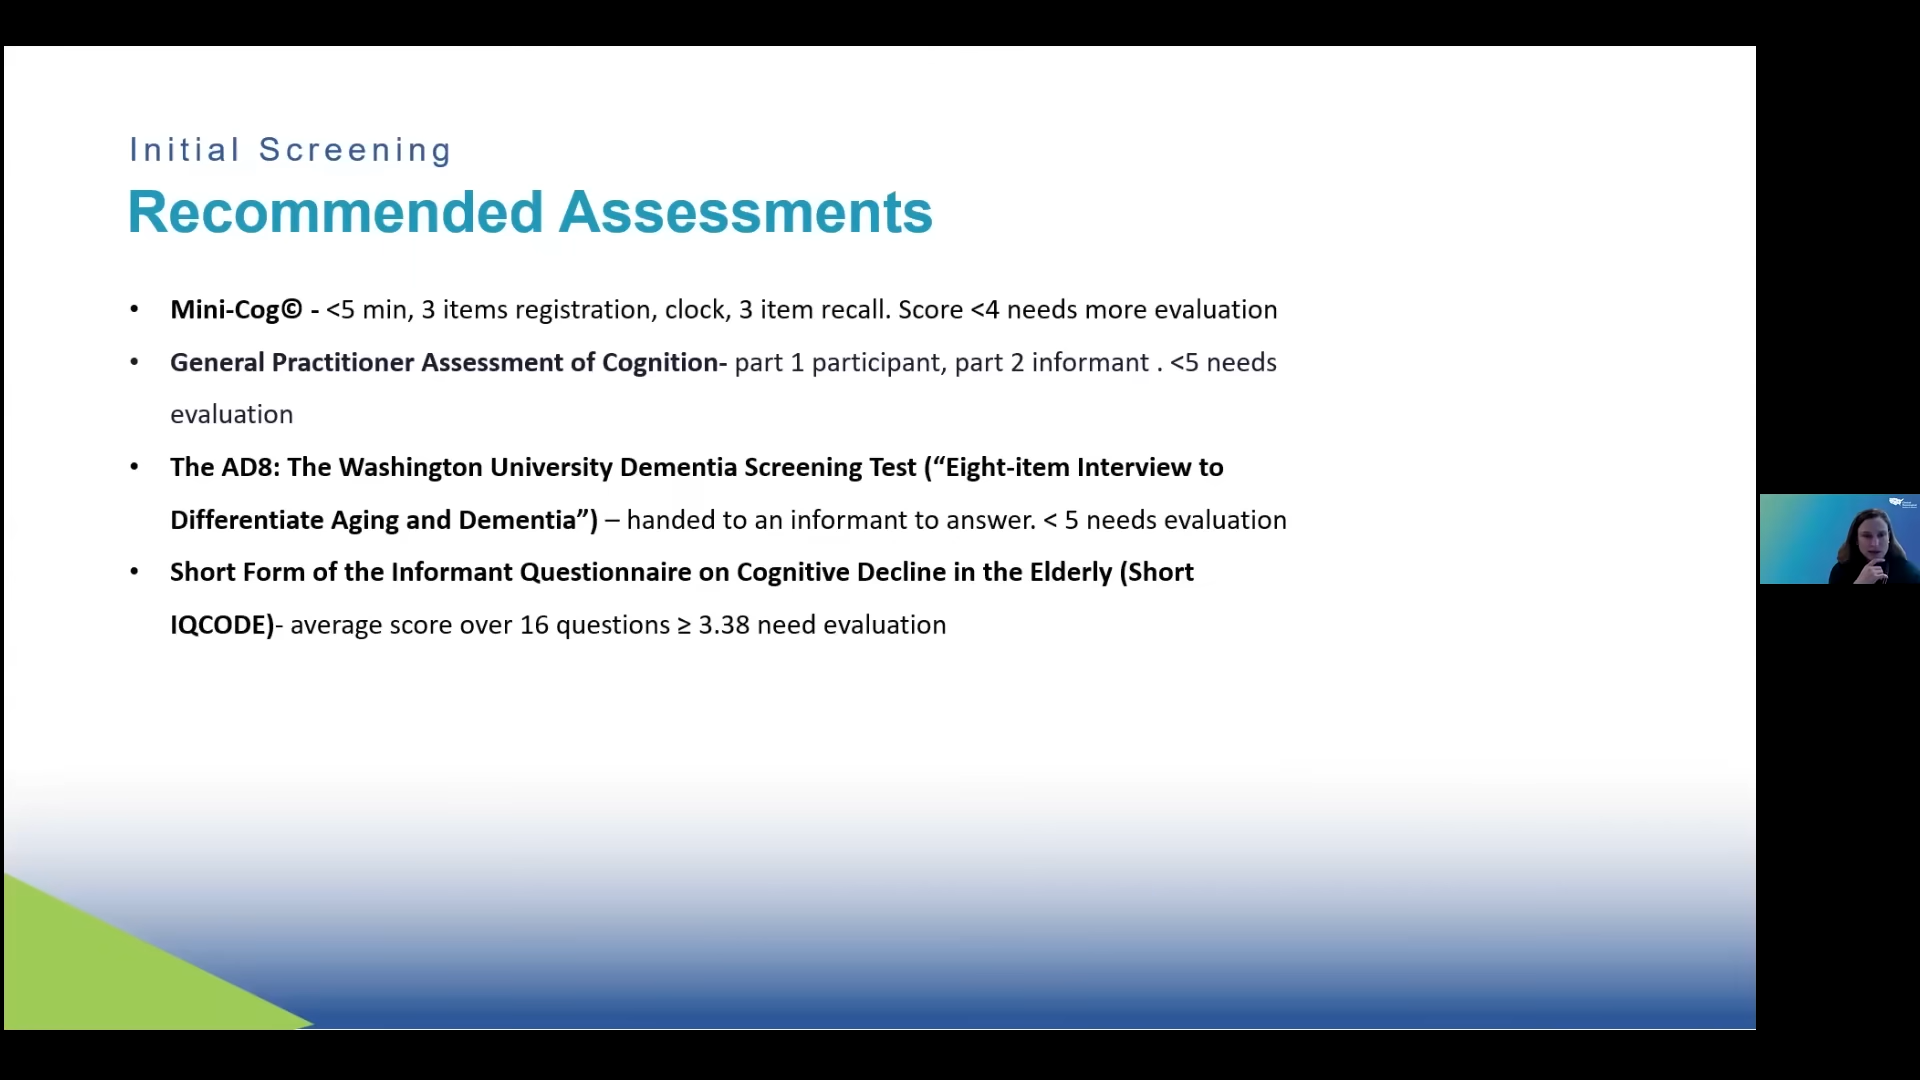 Initial Screening
Recommended Assessments
• Mini-Cog© - <5 min, 3 items registration, clock, 3 item recall. Score <4 needs more evaluation
• General Practitioner Assessment of Cognition- part 1 participant, part 2 informant . <5 needs
evaluation
• The AD8: The Washington University Dementia Screening Test (“Eight-item Interview to
Differentiate Aging and Dementia”) – handed to an informant to answer. < 5 needs evaluation
• Short Form of the Informant Questionnaire on Cognitive Decline in the Elderly (Short
IQCODE)- average score over 16 questions ≥ 3.38 need evaluation